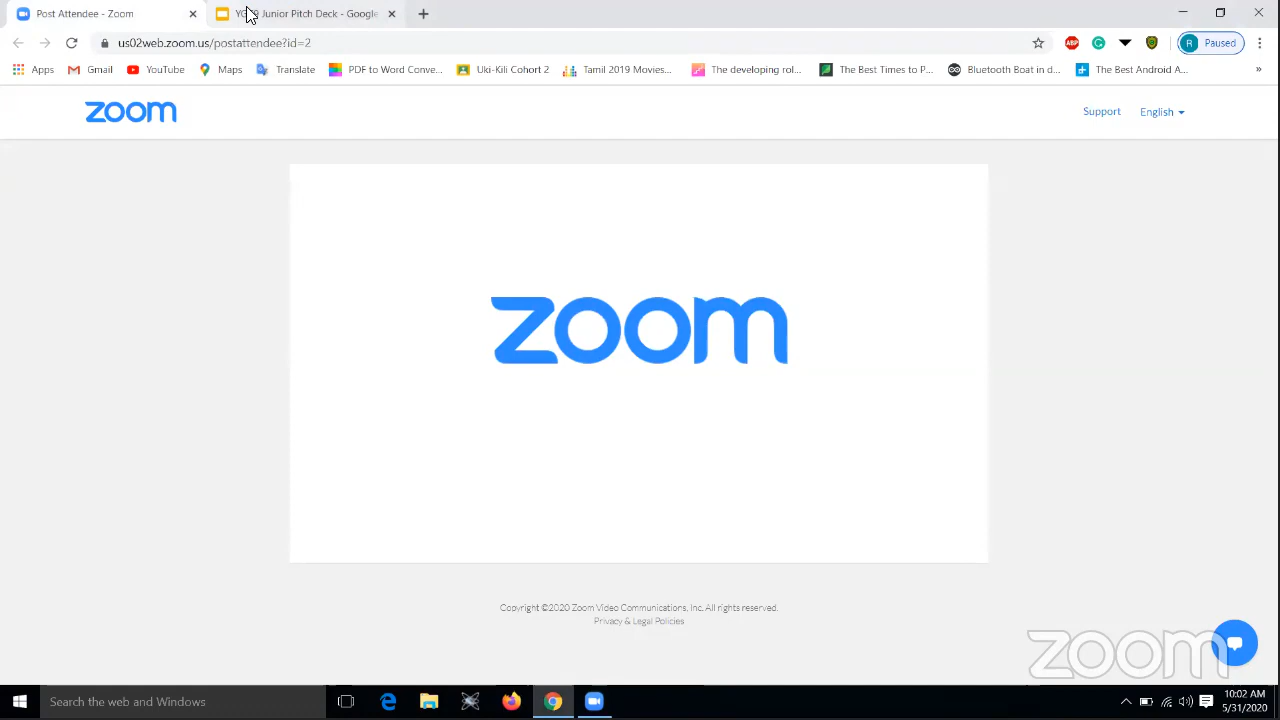 Post Attendee - Zoom
Junior Pitch Deck - Google
us02web.zoom.us/postattendee?id=2
ABP
R Paused
Apps
Gmail
YouTube
Maps
Translate
PDF to Word Conve...
Ki-Kill Cohort 2
Tamil 2019 Movies...
The developing rol...
The Best Times to P...
Bluetooth Boat in d...
The Best Android A...
»
zoom
Support
English
zoom
Copyright ©2020 Zoom Video Communications, Inc. All rights reserved.
Privacy & Legal Policies
zoom
Search the web and Windows
10:02 AM
5/31/2020